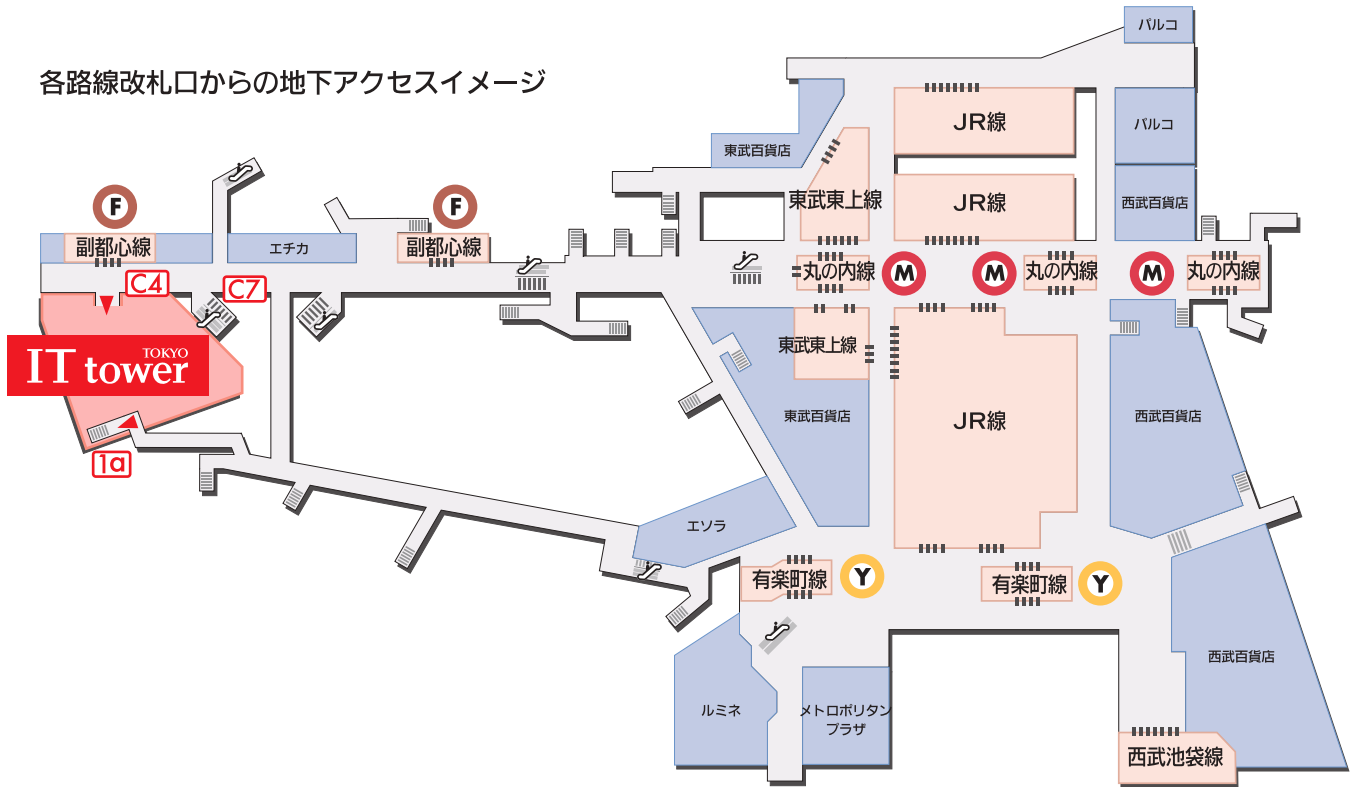 パルコ
各路線改札口からの地下アクセスイメージ
JR線
パルコ
東武百貨店
東武東上線
JR線
西武百貨店
F
F
副都心線
エチカ
副都心線
丸の内線
M
M
丸の内線
M
丸の内線
C4
C7
IT tower
TOKYO
東武東上線
東武百貨店
JR線
西武百貨店
1a
エソラ
有楽町線
Y
有楽町線
Y
西武百貨店
ルミネ
メトロポリタン
プラザ
西武池袋線